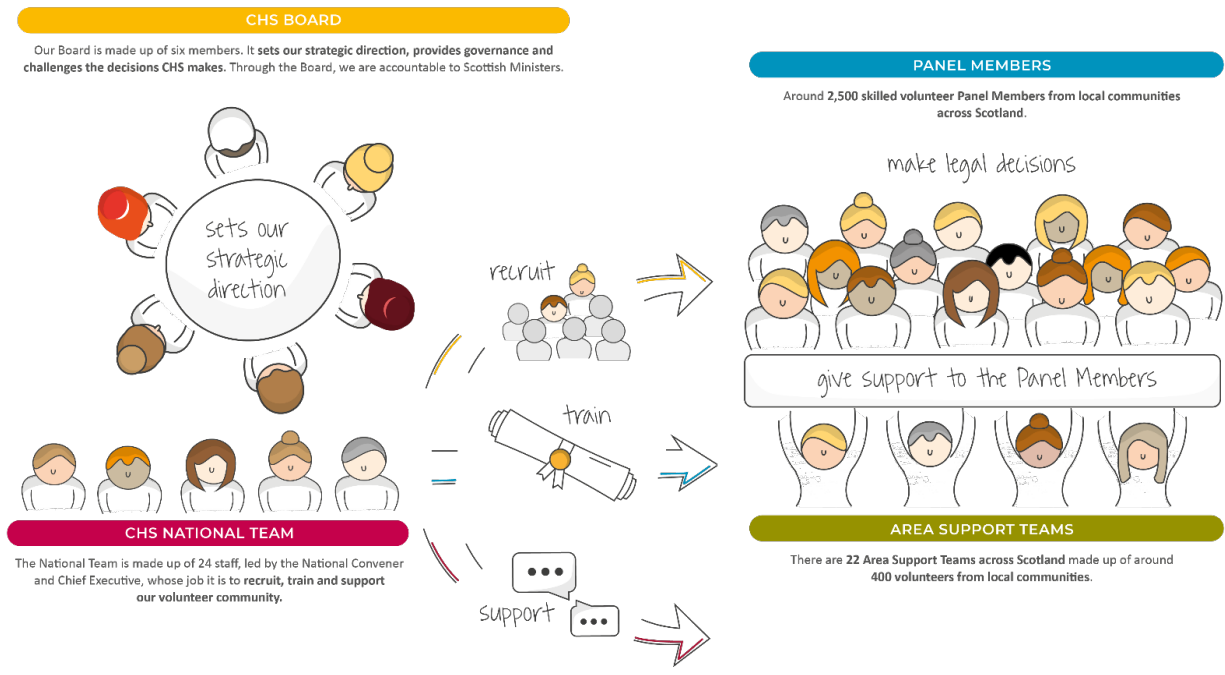 CHS BOARD
Our Board is made up of six members. It sets our strategic direction, provides governance and
challenges the decisions CHS makes. Through the Board, we are accountable to Scottish Ministers.
sets our
strategic
direction
CHS NATIONAL TEAM
The National Team is made up of 24 staff, led by the National Convener
and Chief Executive, whose job it is to recruit, train and support
our volunteer community.
recruit
train
support
PANEL MEMBERS
Around 2,500 skilled volunteer Panel Members from local communities
across Scotland.
make legal decisions
give support to the Panel Members
AREA SUPPORT TEAMS
There are 22 Area Support Teams across Scotland made up of around
400 volunteers from local communities.